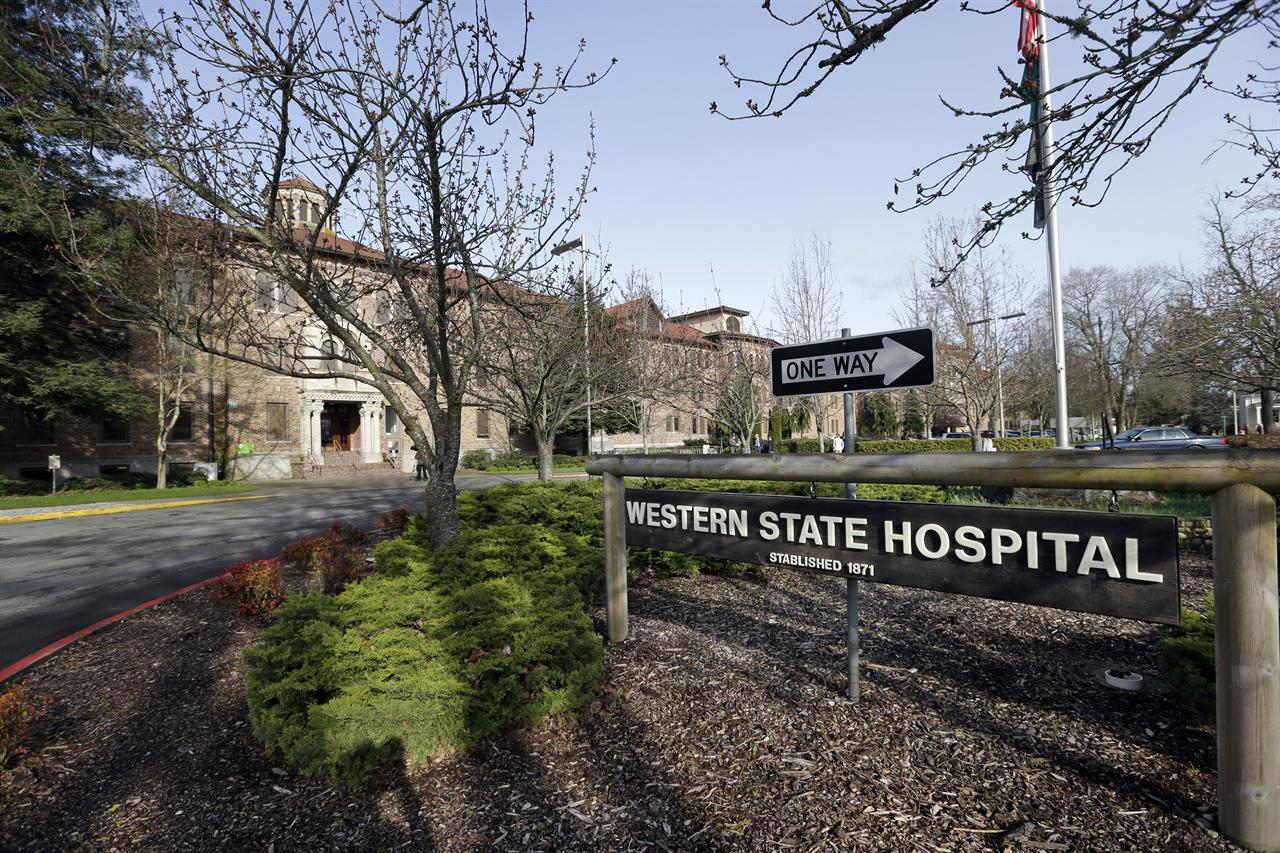 ONE WAY
WESTERN STATE HOSPITAL
STABLISHED 1871